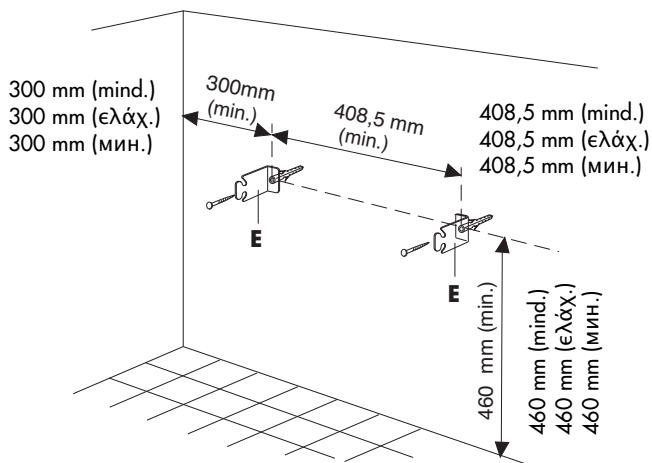 300 mm (mind.)
300 mm (ελάχ.)
300 mm (мин.)
300mm
(min.)
408,5 mm
(min.)
408,5 mm (mind.)
408,5 mm (ελάχ.)
408,5 mm (мин.)
E
E
460 mm (min.)
460 mm (mind.)
460 mm (ελάχ.)
460 mm (мин.)